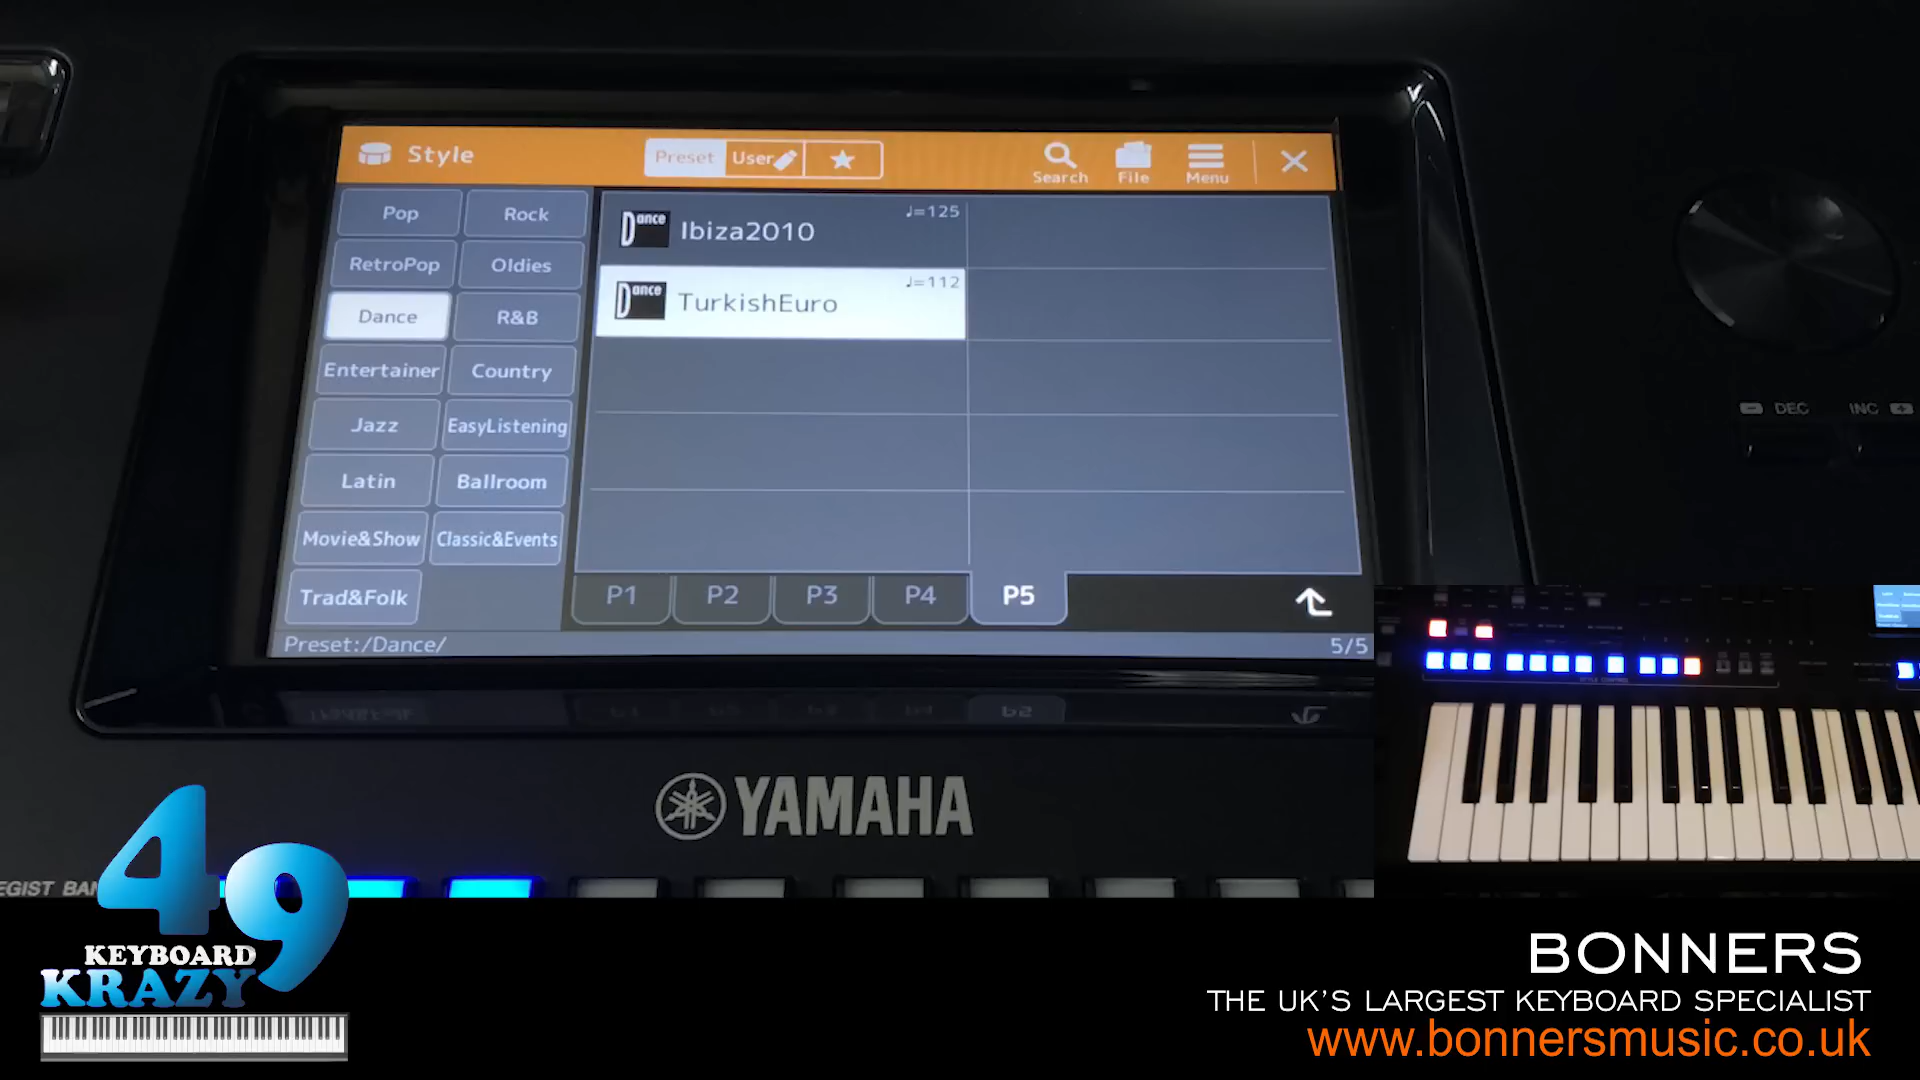 Style
Preset User
Search File Menu
Pop Rock
RetroPop Oldies
Dance R&B
Entertainer Country
Jazz EasyListening
Latin Ballroom
Movie&Show Classic&Events
Trad&Folk
Dance Ibiza2010 ♩=125
Dance TurkishEuro ♩=112
P1 P2 P3 P4 P5
Preset:/Dance/ 5/5
DEC INC
YAMAHA
EGIST BAN
49
KEYBOARD
KRAZY
BONNERS
THE UK'S LARGEST KEYBOARD SPECIALIST
www.bonnersmusic.co.uk